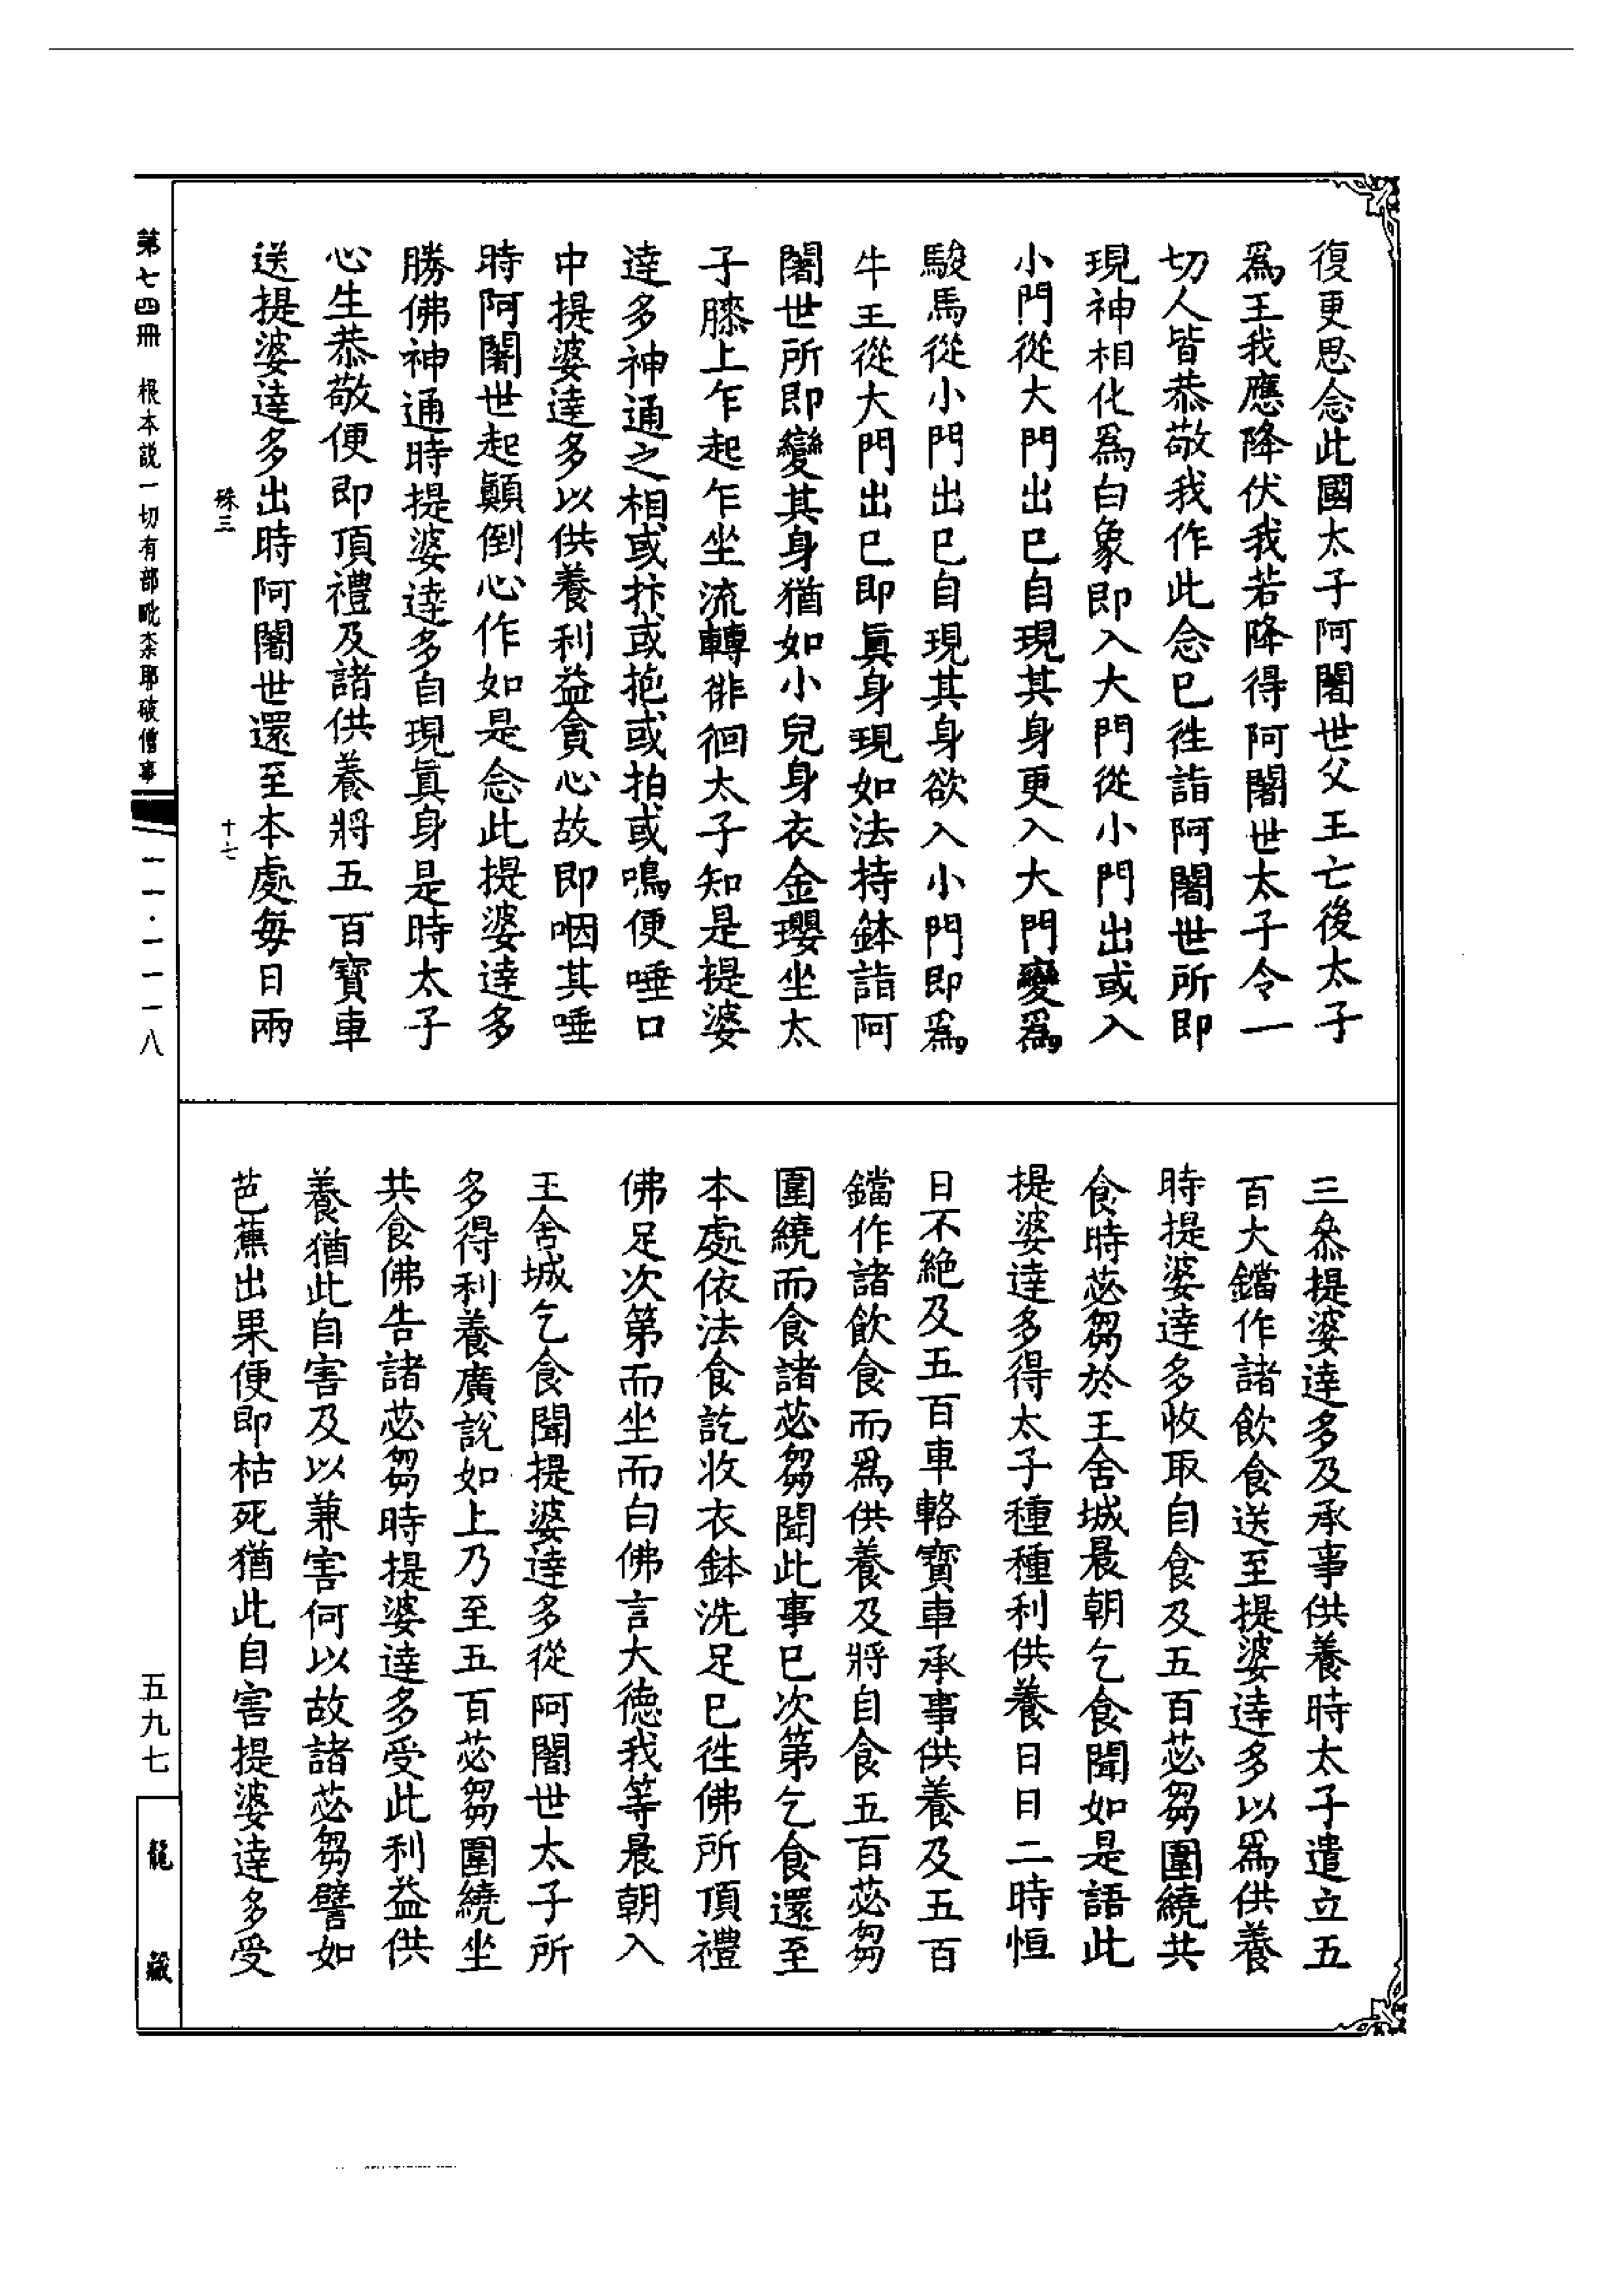 復更思念此國太子阿闍世父王亡後太子
爲王我應降伏我若降得阿闍世太子令一
切人皆恭敬我作此念已徃詣阿闍世所即
現神相化爲白象即入大門從小門出或入
小門從大門出已自現其身更入大門變爲
駿馬從小門出已自現其身欲入小門即爲
牛王從大門出已即眞身現如法持鉢詣阿
闍世所即變其身猶如小兒身衣金瓔坐太
子膝上乍起乍坐流轉徘徊太子知是提婆
達多神通之相或抃或抱或拍或鳴便唾口
中提婆達多以供養利益貪心故即咽其唾
時阿闍世起顚倒心作如是念此提婆達多
勝佛神通時提婆達多自現眞身是時太子
心生恭敬便即頂禮及諸供養將五百寶車
送提婆達多出時阿闍世還至本處每日兩
殊三
十七
三叅提婆達多及承事供養時太子遣立五
百大鐺作諸飲食送至提婆達多以爲供養
時提婆達多收取自食及五百苾芻圍繞共
食時苾芻於王舍城晨朝乞食聞如是語此
提婆達多得太子種種利供養日日二時恒
日不絶及五百車輅寶車承事供養及五百
鐺作諸飲食而爲供養及將自食五百苾芻
圍繞而食諸苾芻聞此事已次第乞食還至
本處依法食訖收衣鉢洗足已徃佛所頂禮
佛足次第而坐而白佛言大德我等晨朝入
王舍城乞食聞提婆達多從阿闍世太子所
多得利養廣說如上乃至五百苾芻圍繞坐
共食佛告諸苾芻時提婆達多受此利益供
養猶此自害及以兼害何以故諸苾芻譬如
芭蕉出果便即枯死猶此自害提婆達多受
第七四冊　根本説一切有部毗柰耶破僧事
一一·一一一八
五九七
龍藏